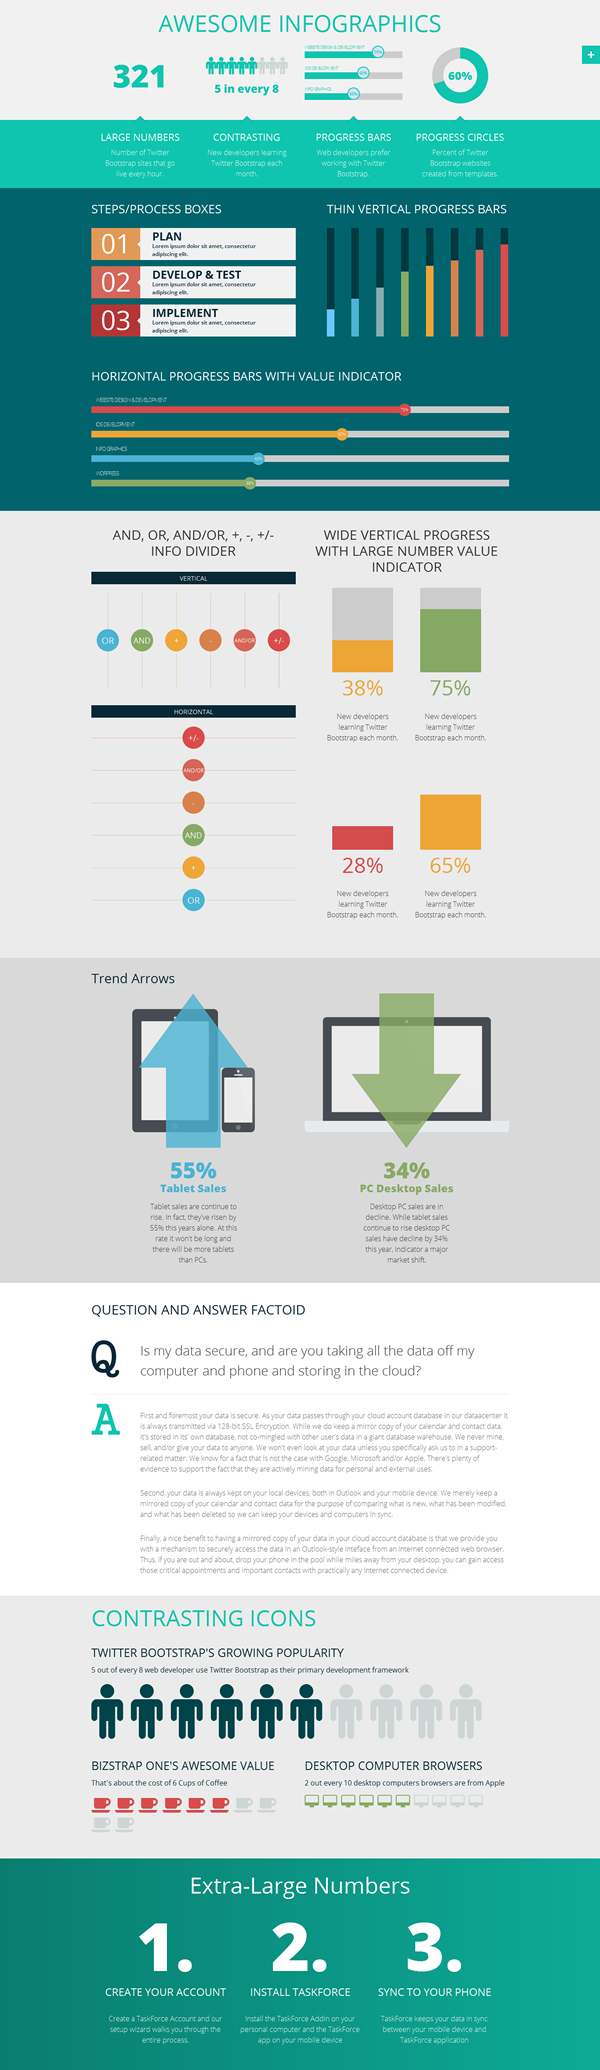 AWESOME INFOGRAPHICS
WEBSITE DESIGN & DEVELOPMENT
75%
321
5 in every 8
IOS DEVELOPMENT
60%
INFO GRAPHICS
60%
+
LARGE NUMBERS
Number of Twitter
Bootstrap sites that go
live every hour.
CONTRASTING
New developers learning
Twitter Bootstrap each
month.
PROGRESS BARS
Web developers prefer
working with Twitter
Bootstrap.
PROGRESS CIRCLES
Percent of Twitter
Bootstrap websites
created from templates.
STEPS/PROCESS BOXES
01
PLAN
Lorem ipsum dolor sit amet, consectetur
adipiscing elit.
02
DEVELOP & TEST
Lorem ipsum dolor sit amet, consectetur
adipiscing elit.
03
IMPLEMENT
Lorem ipsum dolor sit amet, consectetur
adipiscing elit.
THIN VERTICAL PROGRESS BARS
HORIZONTAL PROGRESS BARS WITH VALUE INDICATOR
WEBSITE DESIGN & DEVELOPMENT
75%
IOS DEVELOPMENT
INFO GRAPHICS
WORPRESS
AND, OR, AND/OR, +, -, +/-
INFO DIVIDER
VERTICAL
OR
AND
+
-
AND/OR
+/-
HORIZONTAL
+/-
AND/OR
-
AND
+
OR
WIDE VERTICAL PROGRESS
WITH LARGE NUMBER VALUE
INDICATOR
38%
New developers
learning Twitter
Bootstrap each month.
75%
New developers
learning Twitter
Bootstrap each month.
28%
New developers
learning Twitter
Bootstrap each month.
65%
New developers
learning Twitter
Bootstrap each month.
Trend Arrows
55%
Tablet Sales
Tablet sales are continue to
rise. In fact, they've risen by
55% this years alone. At this
rate it won't be long and
there will be more tablets
than PCs.
34%
PC Desktop Sales
Desktop PC sales are in
decline. While tablet sales
continue to rise desktop PC
sales have decline by 34%
this year, indicator a major
market shift.
QUESTION AND ANSWER FACTOID
Q
Is my data secure, and are you taking all the data off my
computer and phone and storing in the cloud?
A
First and foremost your data is secure. As your data passes through your cloud account database in our dataacenter it
is always transmitted via 128-bit SSL Encryption. While we do keep a mirror copy of your calendar and contact data,
it's stored in its' own database, not co-mingled with other user's data in a giant database warehouse. We never mine,
sell, and/or give your data to anyone. We won't even look at your data unless you specifically ask us to in a support-
related matter. We know for a fact that is not the case with Google, Microsoft and/or Apple. There's plenty of
evidence to support the fact that they are actively mining data for personal and external uses.
Second, your data is always kept on your local devices, both in Outlook and your mobile device. We merely keep a
mirrored copy of your calendar and contact data for the purpose of comparing what is new, what has been modified,
and what has been deleted so we can keep your devices and computers in sync.
Finally, a nice benefit to having a mirrored copy of your data in your cloud account database is that we provide you
with a mechanism to securely access the data in an Outlook-style inteface from an Internet connected web browser.
Thus, if you are out and about, drop your phone in the pool while miles away from your desktop, you can gain access
those critical appointments and important contacts with practically any Internet connected device.
CONTRASTING ICONS
TWITTER BOOTSTRAP'S GROWING POPULARITY
5 out of every 8 web developer use Twitter Bootstrap as their primary development framework
BIZSTRAP ONE'S AWESOME VALUE
That's about the cost of 6 Cups of Coffee
DESKTOP COMPUTER BROWSERS
2 out every 10 desktop computers browsers are from Apple
Extra-Large Numbers
1.
CREATE YOUR ACCOUNT
Create a TaskForce Account and our
setup wizard walks you through the
entire process.
2.
INSTALL TASKFORCE
Install the TaskForce Addin on your
personal computer and the TaskForce
app on your mobile device
3.
SYNC TO YOUR PHONE
TaskForce keeps your data in sync
between your mobile device and
TaskForce application